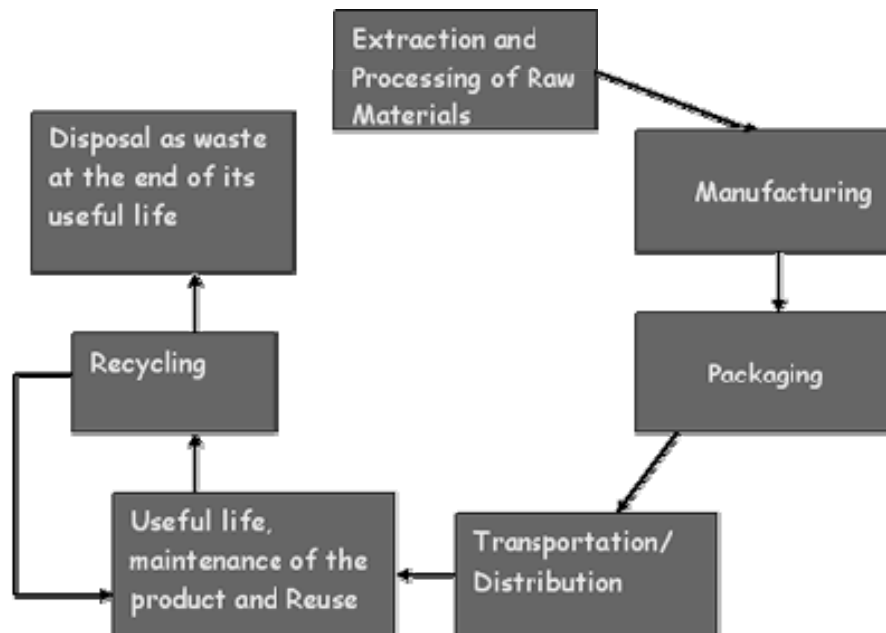 Extraction and
Processing of Raw
Materials
Manufacturing
Packaging
Transportation/
Distribution
Useful life,
maintenance of the
product and Reuse
Recycling
Disposal as waste
at the end of its
useful life